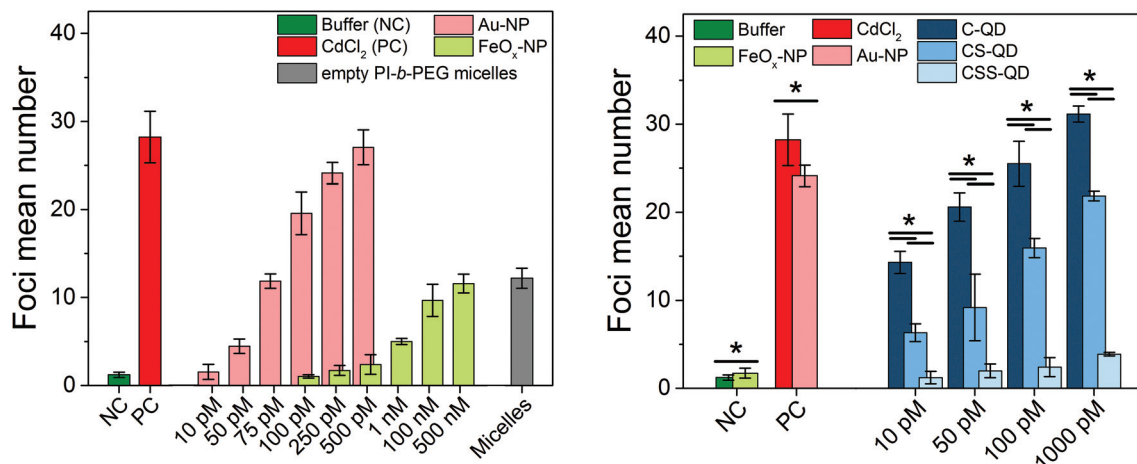 Foci mean number
40
30
20
10
0
Buffer (NC)
Au-NP
CdCl₂ (PC)
FeOₓ-NP
empty PI-b-PEG micelles
NC
PC
10 pM
50 pM
75 pM
100 pM
250 pM
500 pM
1 nM
100 nM
500 nM
Micelles
Foci mean number
40
30
20
10
0
Buffer
CdCl₂
C-QD
FeOₓ-NP
Au-NP
CS-QD
CSS-QD
*
*
*
*
*
*
NC
PC
10 pM
50 pM
100 pM
1000 pM